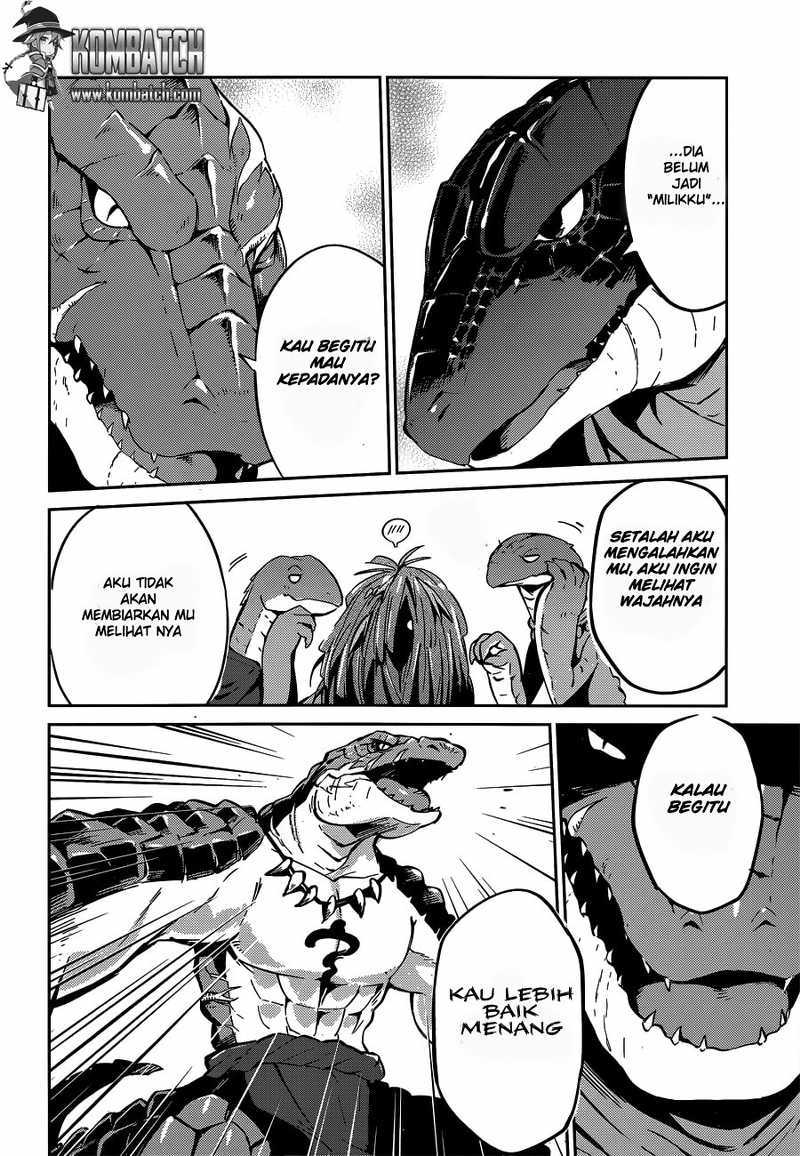 KOMBATCH
www.kombatch.com
...DIA
BELUM
JADI
"MILIKKU"...
KAU BEGITU
MAU
KEPADANYA?
SETALAH AKU
MENGALAHKAN
MU, AKU INGIN
MELIHAT
WAJAHNYA
AKU TIDAK
AKAN
MEMBIARKAN MU
MELIHAT NYA
KALAU
BEGITU
KAU LEBIH
BAIK
MENANG